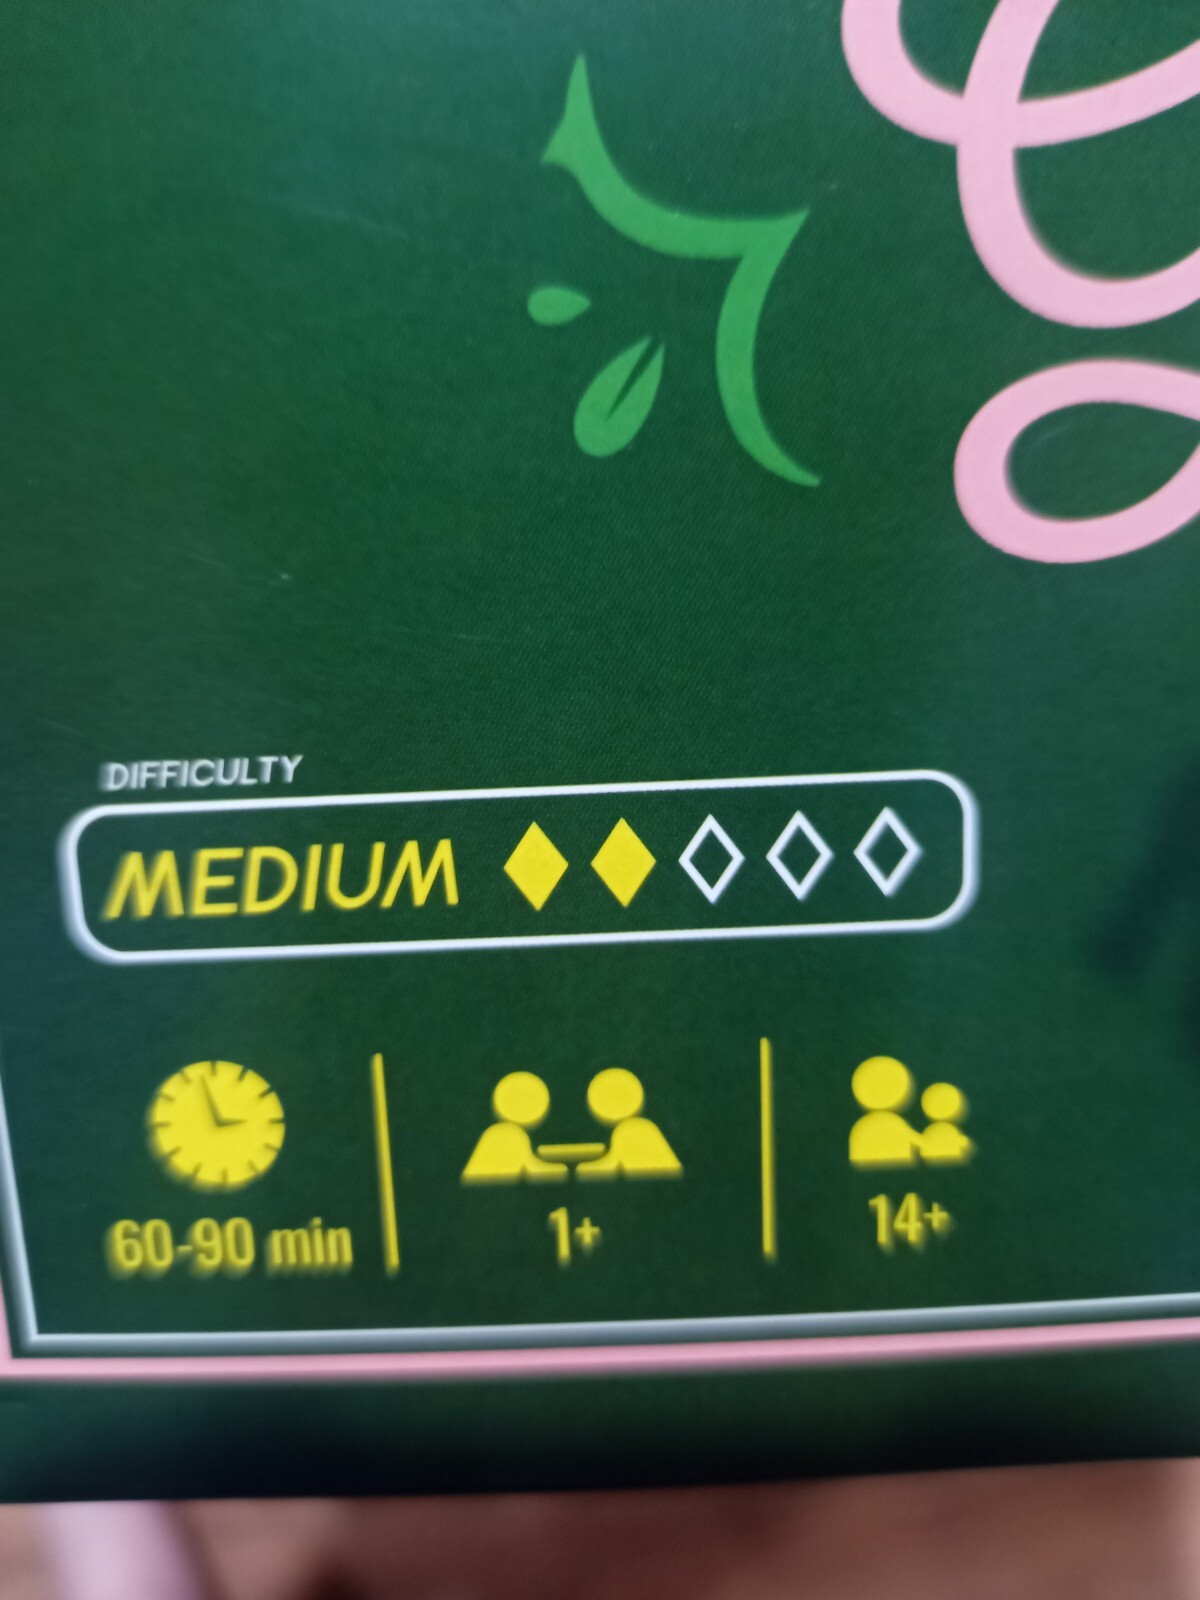 DIFFICULTY
MEDIUM
60-90 min
1+
14+